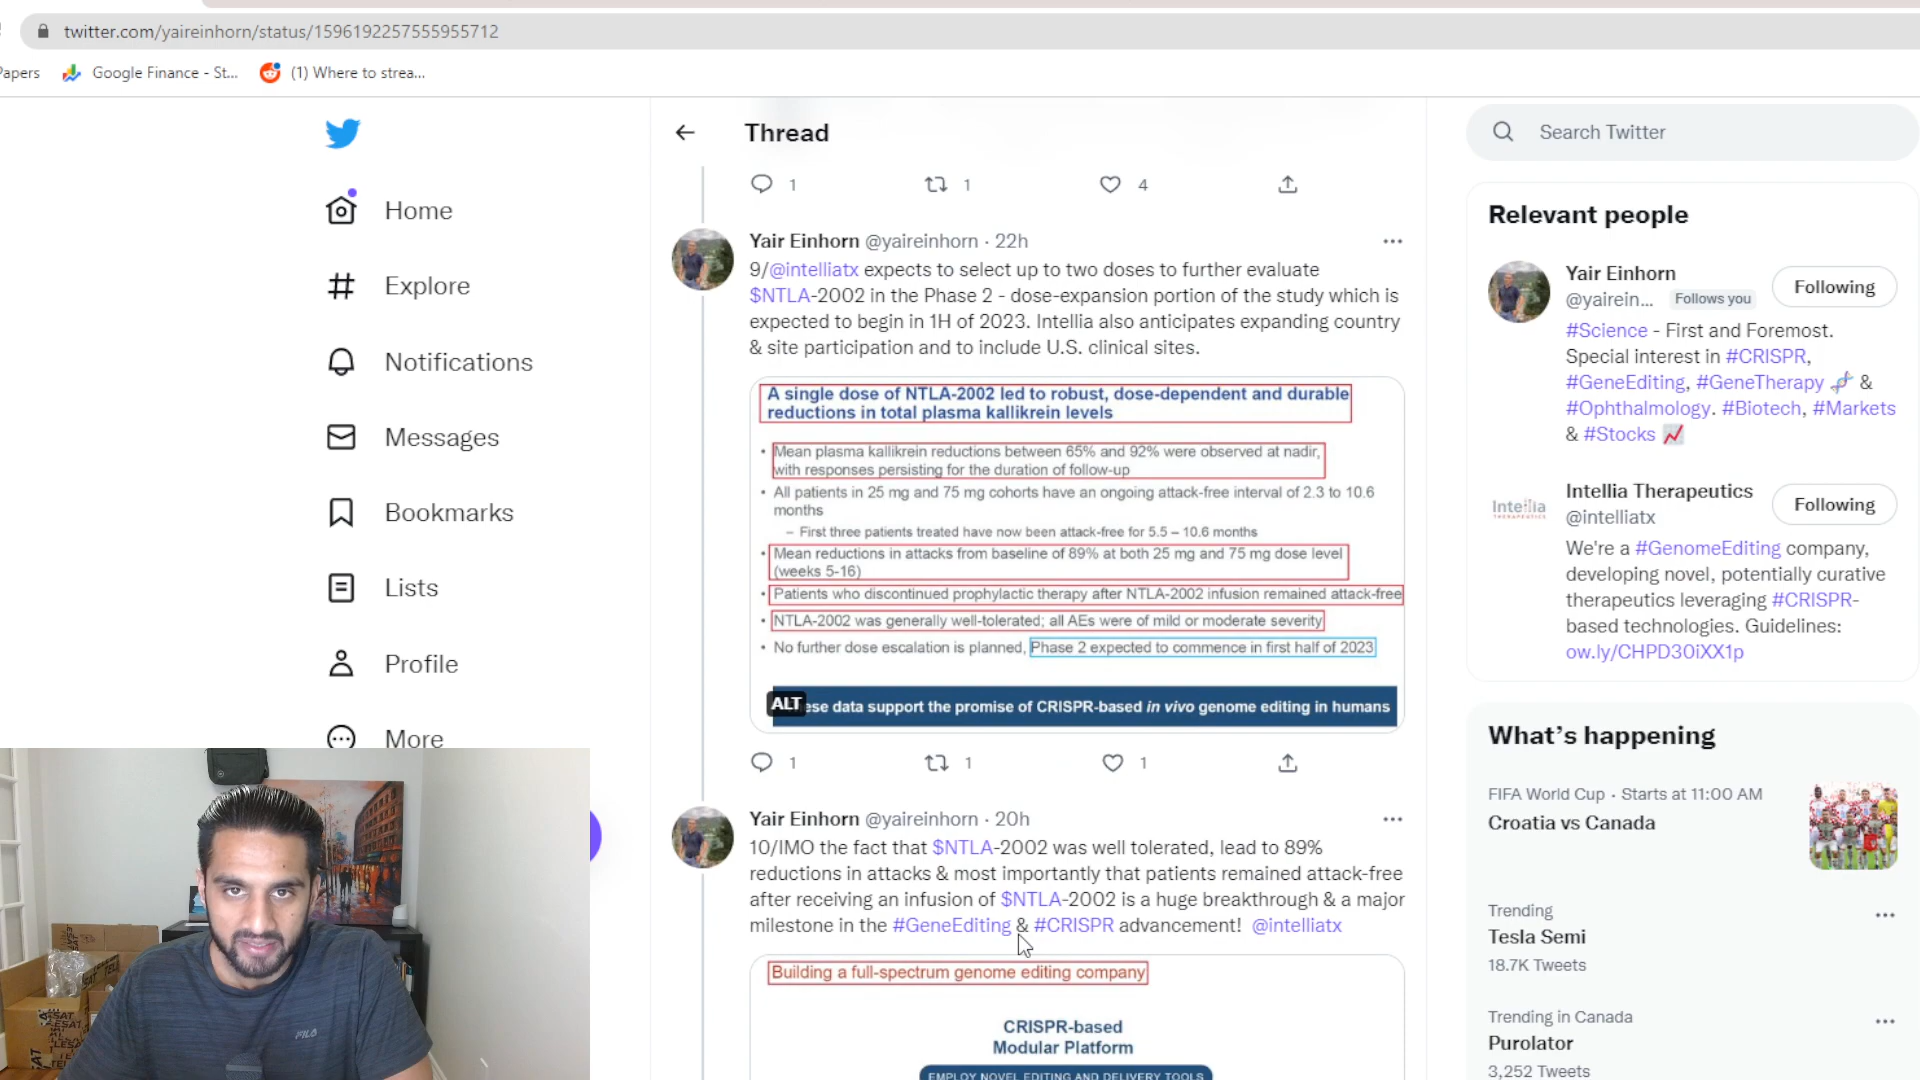 twitter.com/yaireinhorn/status/1596192257555955712
Papers
Google Finance - St...
(1) Where to strea...
Home
Explore
Notifications
Messages
Bookmarks
Lists
Profile
More
Thread
1 1 4
Yair Einhorn @yaireinhorn · 22h
9/@intelliatx expects to select up to two doses to further evaluate
$NTLA-2002 in the Phase 2 - dose-expansion portion of the study which is
expected to begin in 1H of 2023. Intellia also anticipates expanding country
& site participation and to include U.S. clinical sites.
A single dose of NTLA-2002 led to robust, dose-dependent and durable
reductions in total plasma kallikrein levels
• Mean plasma kallikrein reductions between 65% and 92% were observed at nadir,
with responses persisting for the duration of follow-up
• All patients in 25 mg and 75 mg cohorts have an ongoing attack-free interval of 2.3 to 10.6
months
– First three patients treated have now been attack-free for 5.5 – 10.6 months
• Mean reductions in attacks from baseline of 89% at both 25 mg and 75 mg dose level
(weeks 5-16)
• Patients who discontinued prophylactic therapy after NTLA-2002 infusion remained attack-free
• NTLA-2002 was generally well-tolerated; all AEs were of mild or moderate severity
• No further dose escalation is planned, Phase 2 expected to commence in first half of 2023
ALT
ese data support the promise of CRISPR-based in vivo genome editing in humans
1 1 1
Yair Einhorn @yaireinhorn · 20h
10/IMO the fact that $NTLA-2002 was well tolerated, lead to 89%
reductions in attacks & most importantly that patients remained attack-free
after receiving an infusion of $NTLA-2002 is a huge breakthrough & a major
milestone in the #GeneEditing & #CRISPR advancement! @intelliatx
Building a full-spectrum genome editing company
CRISPR-based
Modular Platform
EMPLOY NOVEL EDITING AND DELIVERY TOOLS
Search Twitter
Relevant people
Yair Einhorn
@yairein... Follows you
Following
#Science - First and Foremost.
Special interest in #CRISPR,
#GeneEditing, #GeneTherapy &
#Ophthalmology. #Biotech, #Markets
& #Stocks
Intellia
THERAPEUTICS
Intellia Therapeutics
@intelliatx
Following
We're a #GenomeEditing company,
developing novel, potentially curative
therapeutics leveraging #CRISPR-
based technologies. Guidelines:
ow.ly/CHPD30iXX1p
What's happening
FIFA World Cup · Starts at 11:00 AM
Croatia vs Canada
Trending
Tesla Semi
18.7K Tweets
Trending in Canada
Purolator
3,252 Tweets
FILA